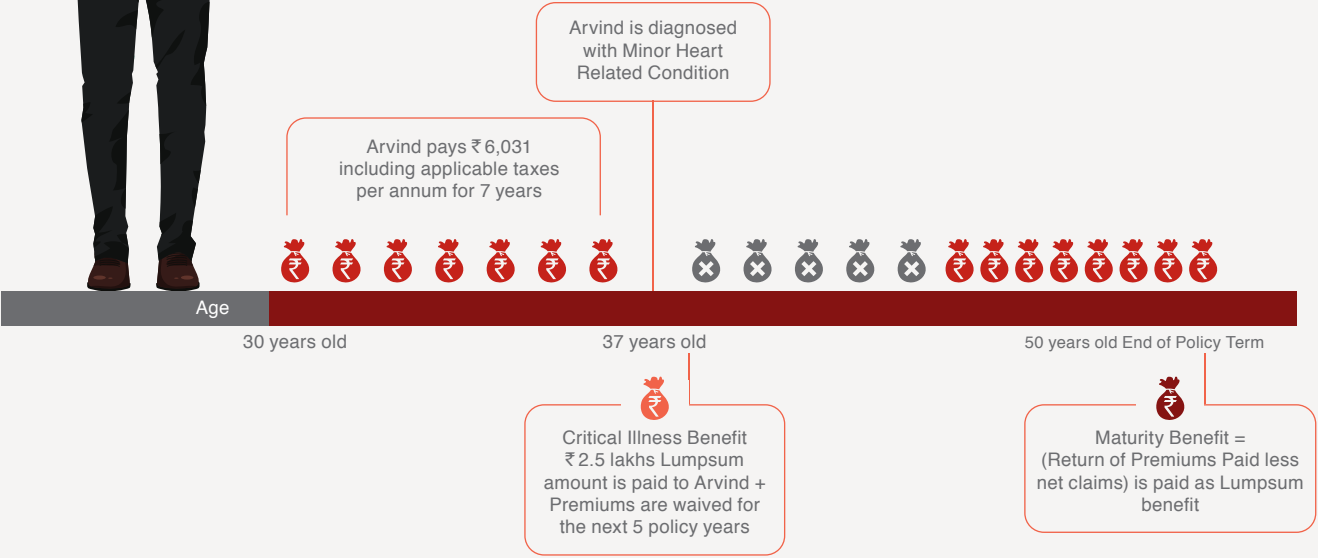 Arvind is diagnosed
with Minor Heart
Related Condition
Arvind pays ₹ 6,031
including applicable taxes
per annum for 7 years
₹ ₹ ₹ ₹ ₹ ₹ ₹ ₹ ₹ ₹ ₹ ₹ ₹ ₹ ₹
Age
30 years old
37 years old
50 years old End of Policy Term
₹
Critical Illness Benefit
₹ 2.5 lakhs Lumpsum
amount is paid to Arvind +
Premiums are waived for
the next 5 policy years
₹
Maturity Benefit =
(Return of Premiums Paid less
net claims) is paid as Lumpsum
benefit